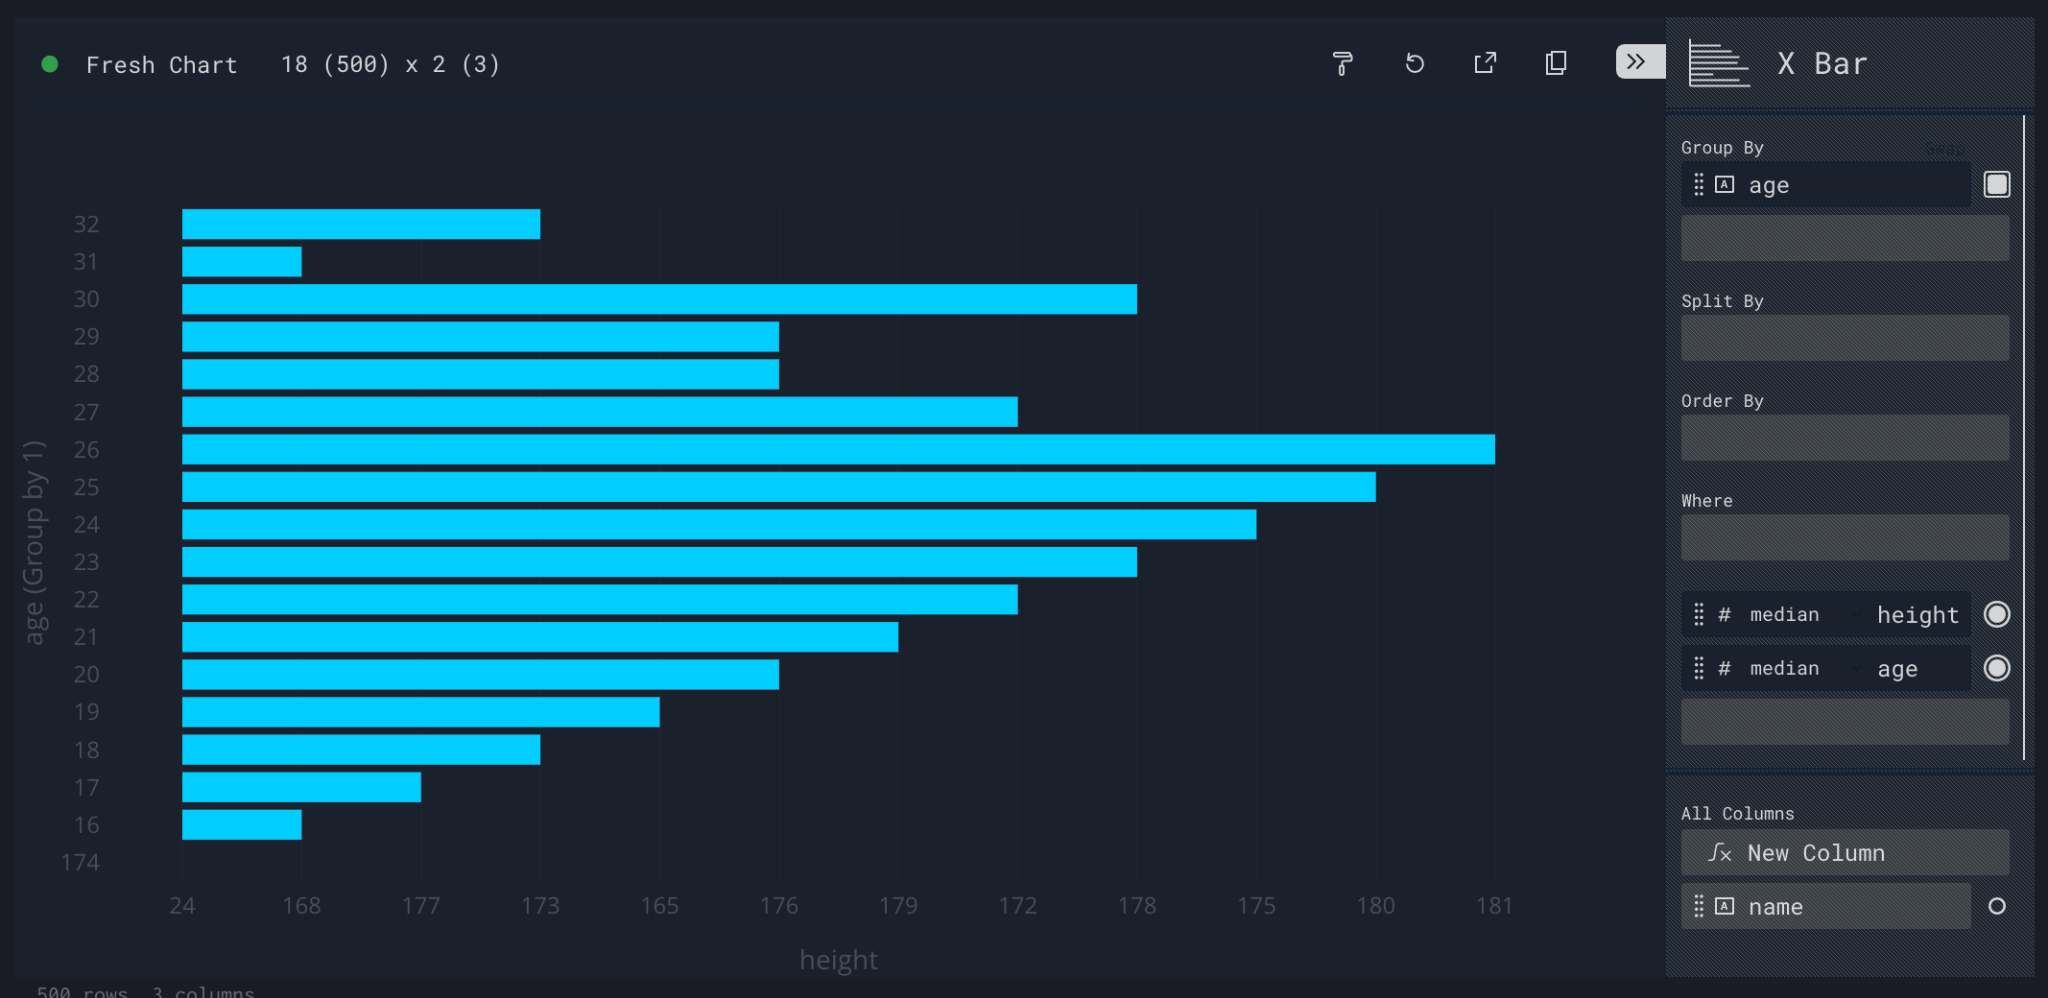 Fresh Chart 18 (500) x 2 (3)
X Bar
age (Group by 1)
32
31
30
29
28
27
26
25
24
23
22
21
20
19
18
17
16
174
24 168 177 173 165 176 179 172 178 175 180 181
height
500 rows, 3 columns
Group By Swap
A age
Split By
Order By
Where
# median height
# median age
All Columns
ƒx New Column
A name